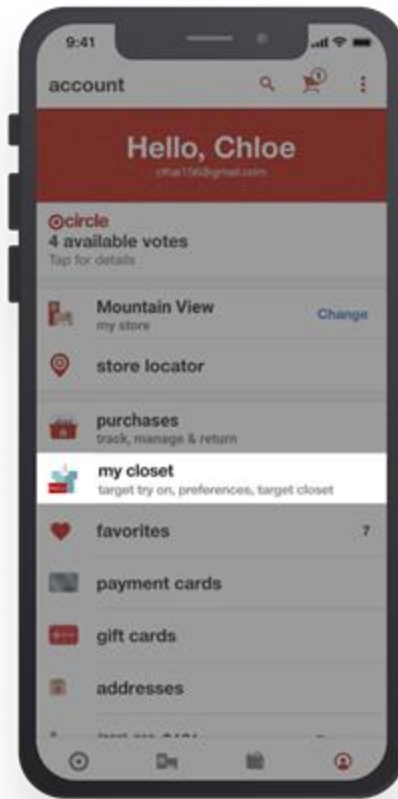 9:41
account
1
Hello, Chloe
circle
4 available votes
Tap for details
Mountain View
my store
Change
store locator
purchases
track, manage & return
my closet
target try on, preferences, target closet
favorites
7
payment cards
gift cards
addresses